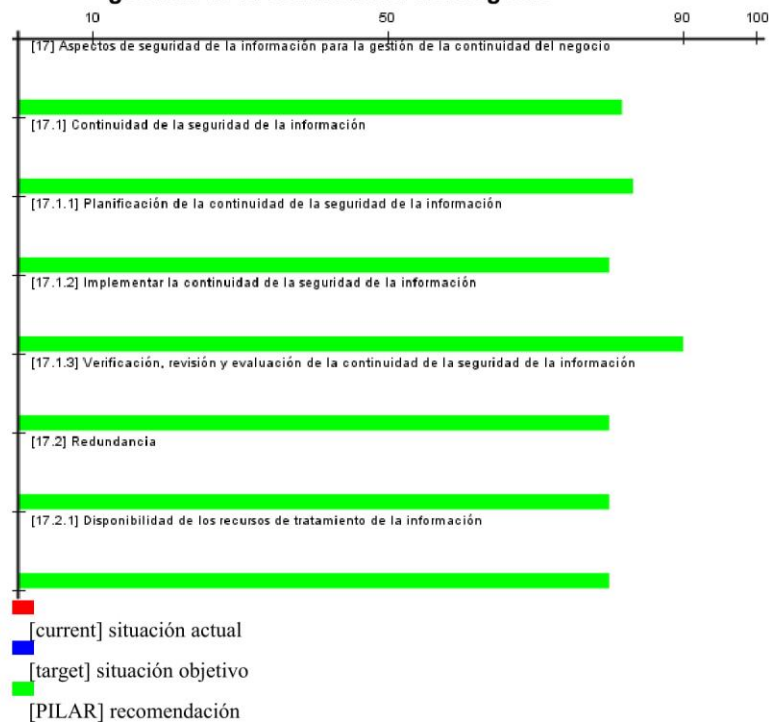 10 50 90 100
[17] Aspectos de seguridad de la información para la gestión de la continuidad del negocio
[17.1] Continuidad de la seguridad de la información
[17.1.1] Planificación de la continuidad de la seguridad de la información
[17.1.2] Implementar la continuidad de la seguridad de la información
[17.1.3] Verificación, revisión y evaluación de la continuidad de la seguridad de la información
[17.2] Redundancia
[17.2.1] Disponibilidad de los recursos de tratamiento de la información
[current] situación actual
[target] situación objetivo
[PILAR] recomendación